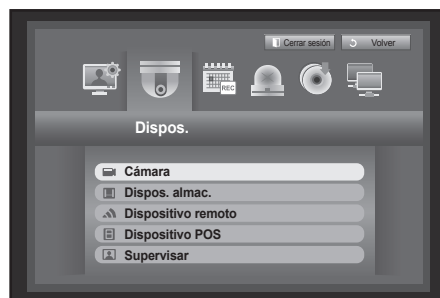 Cerrar sesión Volver
REC
Dispos.
Cámara
Dispos. almac.
Dispositivo remoto
Dispositivo POS
Supervisar